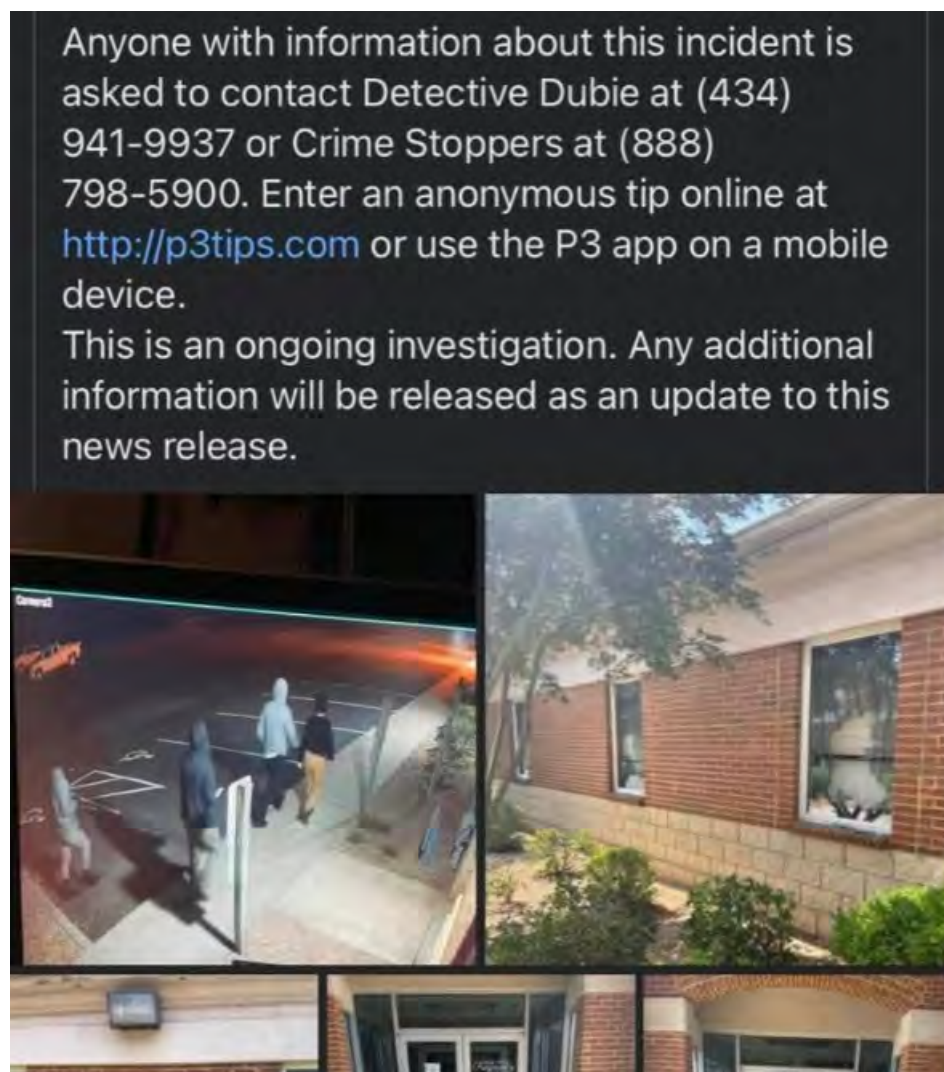 Anyone with information about this incident is
asked to contact Detective Dubie at (434)
941-9937 or Crime Stoppers at (888)
798-5900. Enter an anonymous tip online at
http://p3tips.com or use the P3 app on a mobile
device.
This is an ongoing investigation. Any additional
information will be released as an update to this
news release.